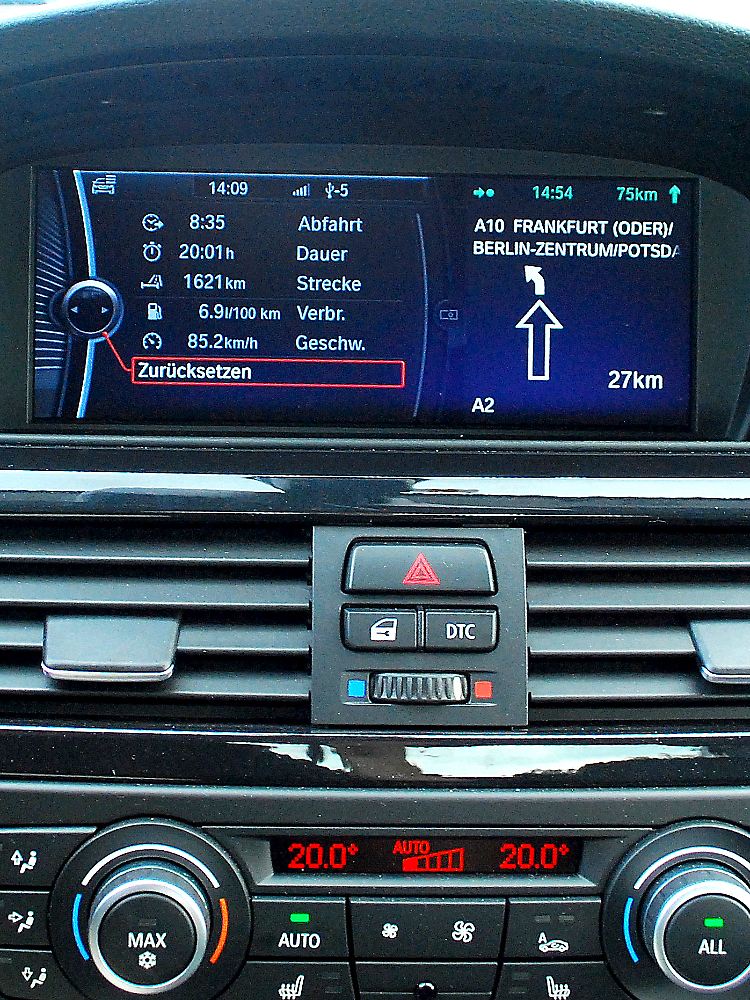 14:09 -5
8:35 Abfahrt
20:01h Dauer
1621km Strecke
6.9l/100 km Verbr.
85.2km/h Geschw.
Zurücksetzen
14:54 75km
A10 FRANKFURT (ODER)/
BERLIN-ZENTRUM/POTSDA
27km
A2
DTC
20.0° AUTO 20.0°
MAX
AUTO
A
ALL